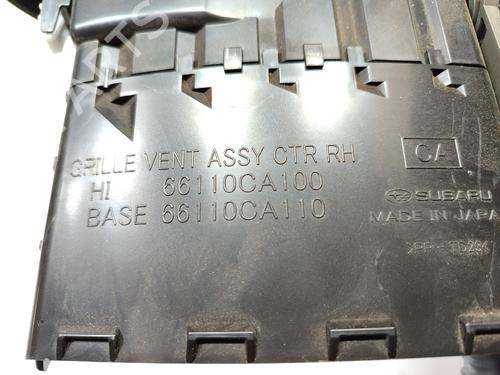 GRILLE VENT ASSY CTR RH
CA
HI 66110CA100
BASE 66110CA110
SUBARU
MADE IN JAPAN